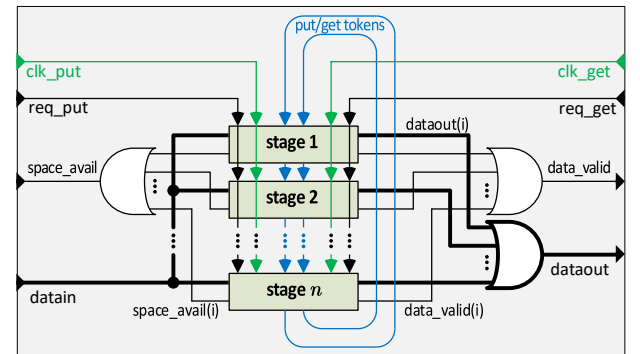 put/get tokens
clk_put
clk_get
req_put
req_get
dataout(i)
stage 1
space_avail
data_valid
stage 2
dataout
stage n
datain
space_avail(i)
data_valid(i)